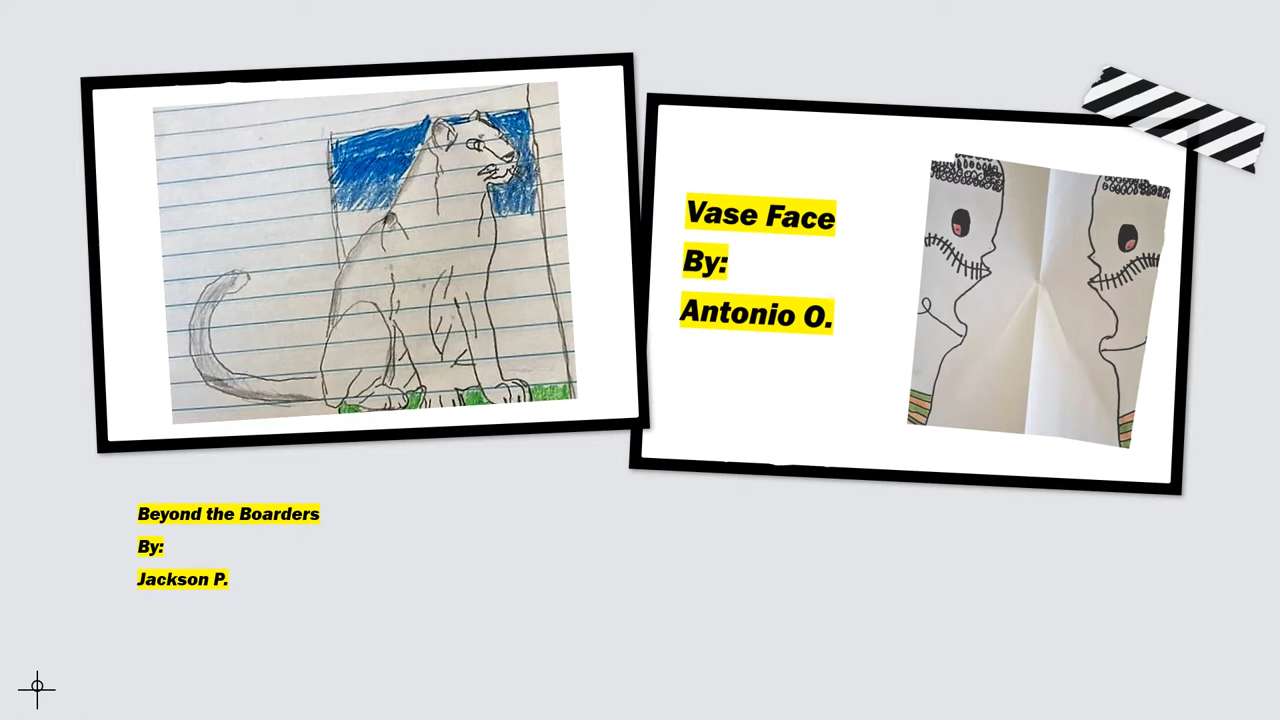 Vase Face
By:
Antonio O.
Beyond the Boarders
By:
Jackson P.